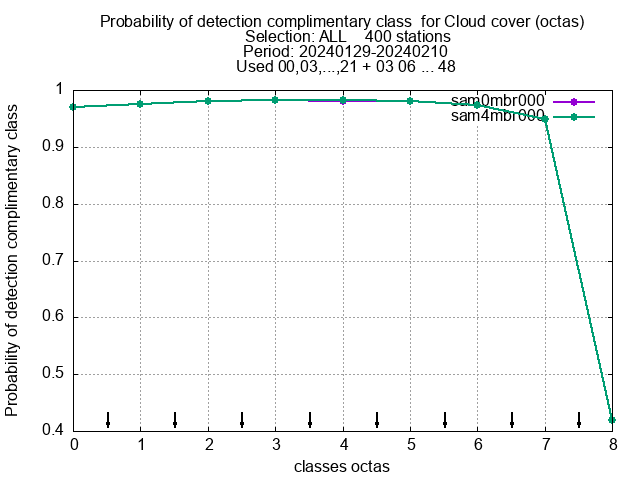 Probability of detection complimentary class  for Cloud cover (octas)
Selection: ALL    400 stations
Period: 20240129-20240210
Used 00,03,...,21 + 03 06 ... 48
Probability of detection complimentary class
1
0.9
0.8
0.7
0.6
0.5
0.4
sam0mbr000
sam4mbr000
0 1 2 3 4 5 6 7 8
classes octas